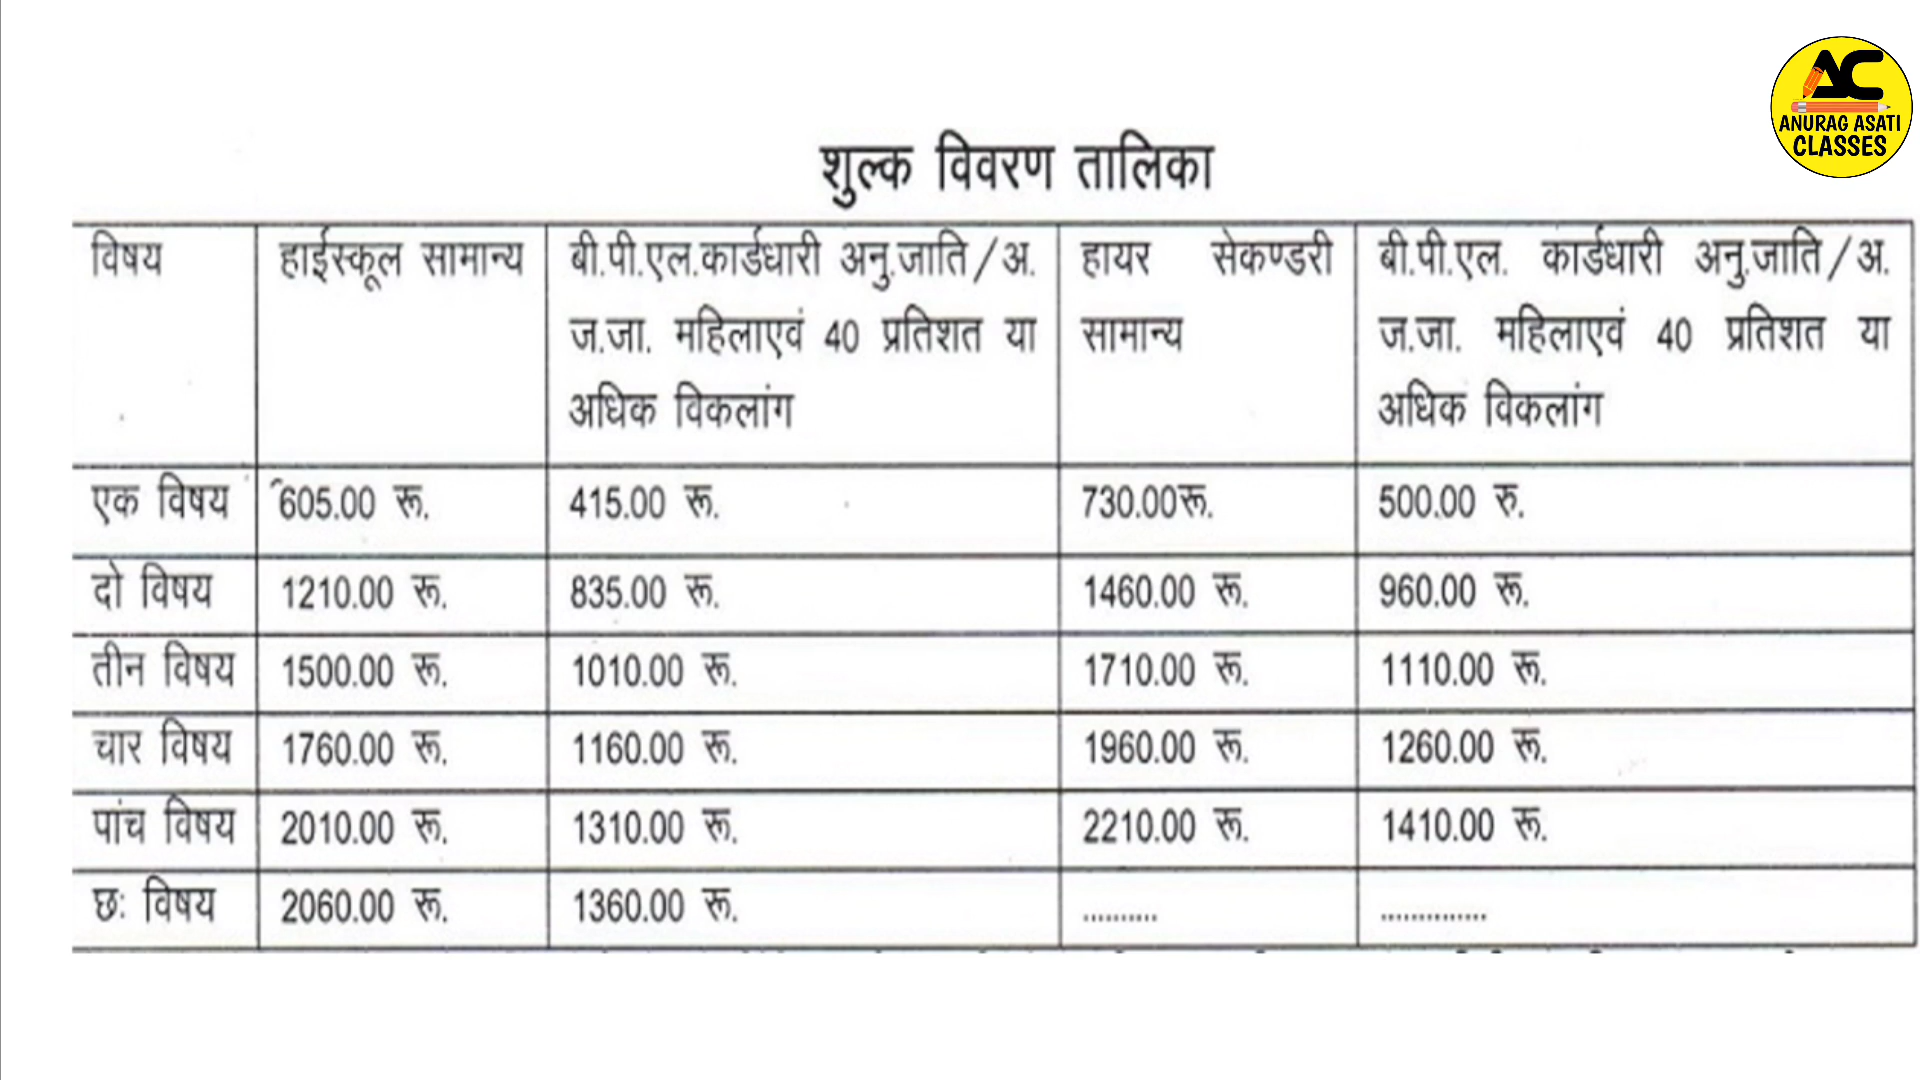 AC
ANURAG ASATI
CLASSES
शुल्क विवरण तालिका
विषय
हाईस्कूल सामान्य
बी.पी.एल.कार्डधारी अनु.जाति/अ.
ज.जा. महिलाएवं 40 प्रतिशत या
अधिक विकलांग
हायर सेकण्डरी
सामान्य
बी.पी.एल. कार्डधारी अनु.जाति/अ.
ज.जा. महिलाएवं 40 प्रतिशत या
अधिक विकलांग
एक विषय 605.00 रू. 415.00 रू. 730.00रू. 500.00 रु.
दो विषय 1210.00 रू. 835.00 रू. 1460.00 रू. 960.00 रू.
तीन विषय 1500.00 रू. 1010.00 रू. 1710.00 रू. 1110.00 रू.
चार विषय 1760.00 रू. 1160.00 रू. 1960.00 रू. 1260.00 रू.
पांच विषय 2010.00 रू. 1310.00 रू. 2210.00 रू. 1410.00 रू.
छः विषय 2060.00 रू. 1360.00 रू. .......... ..............